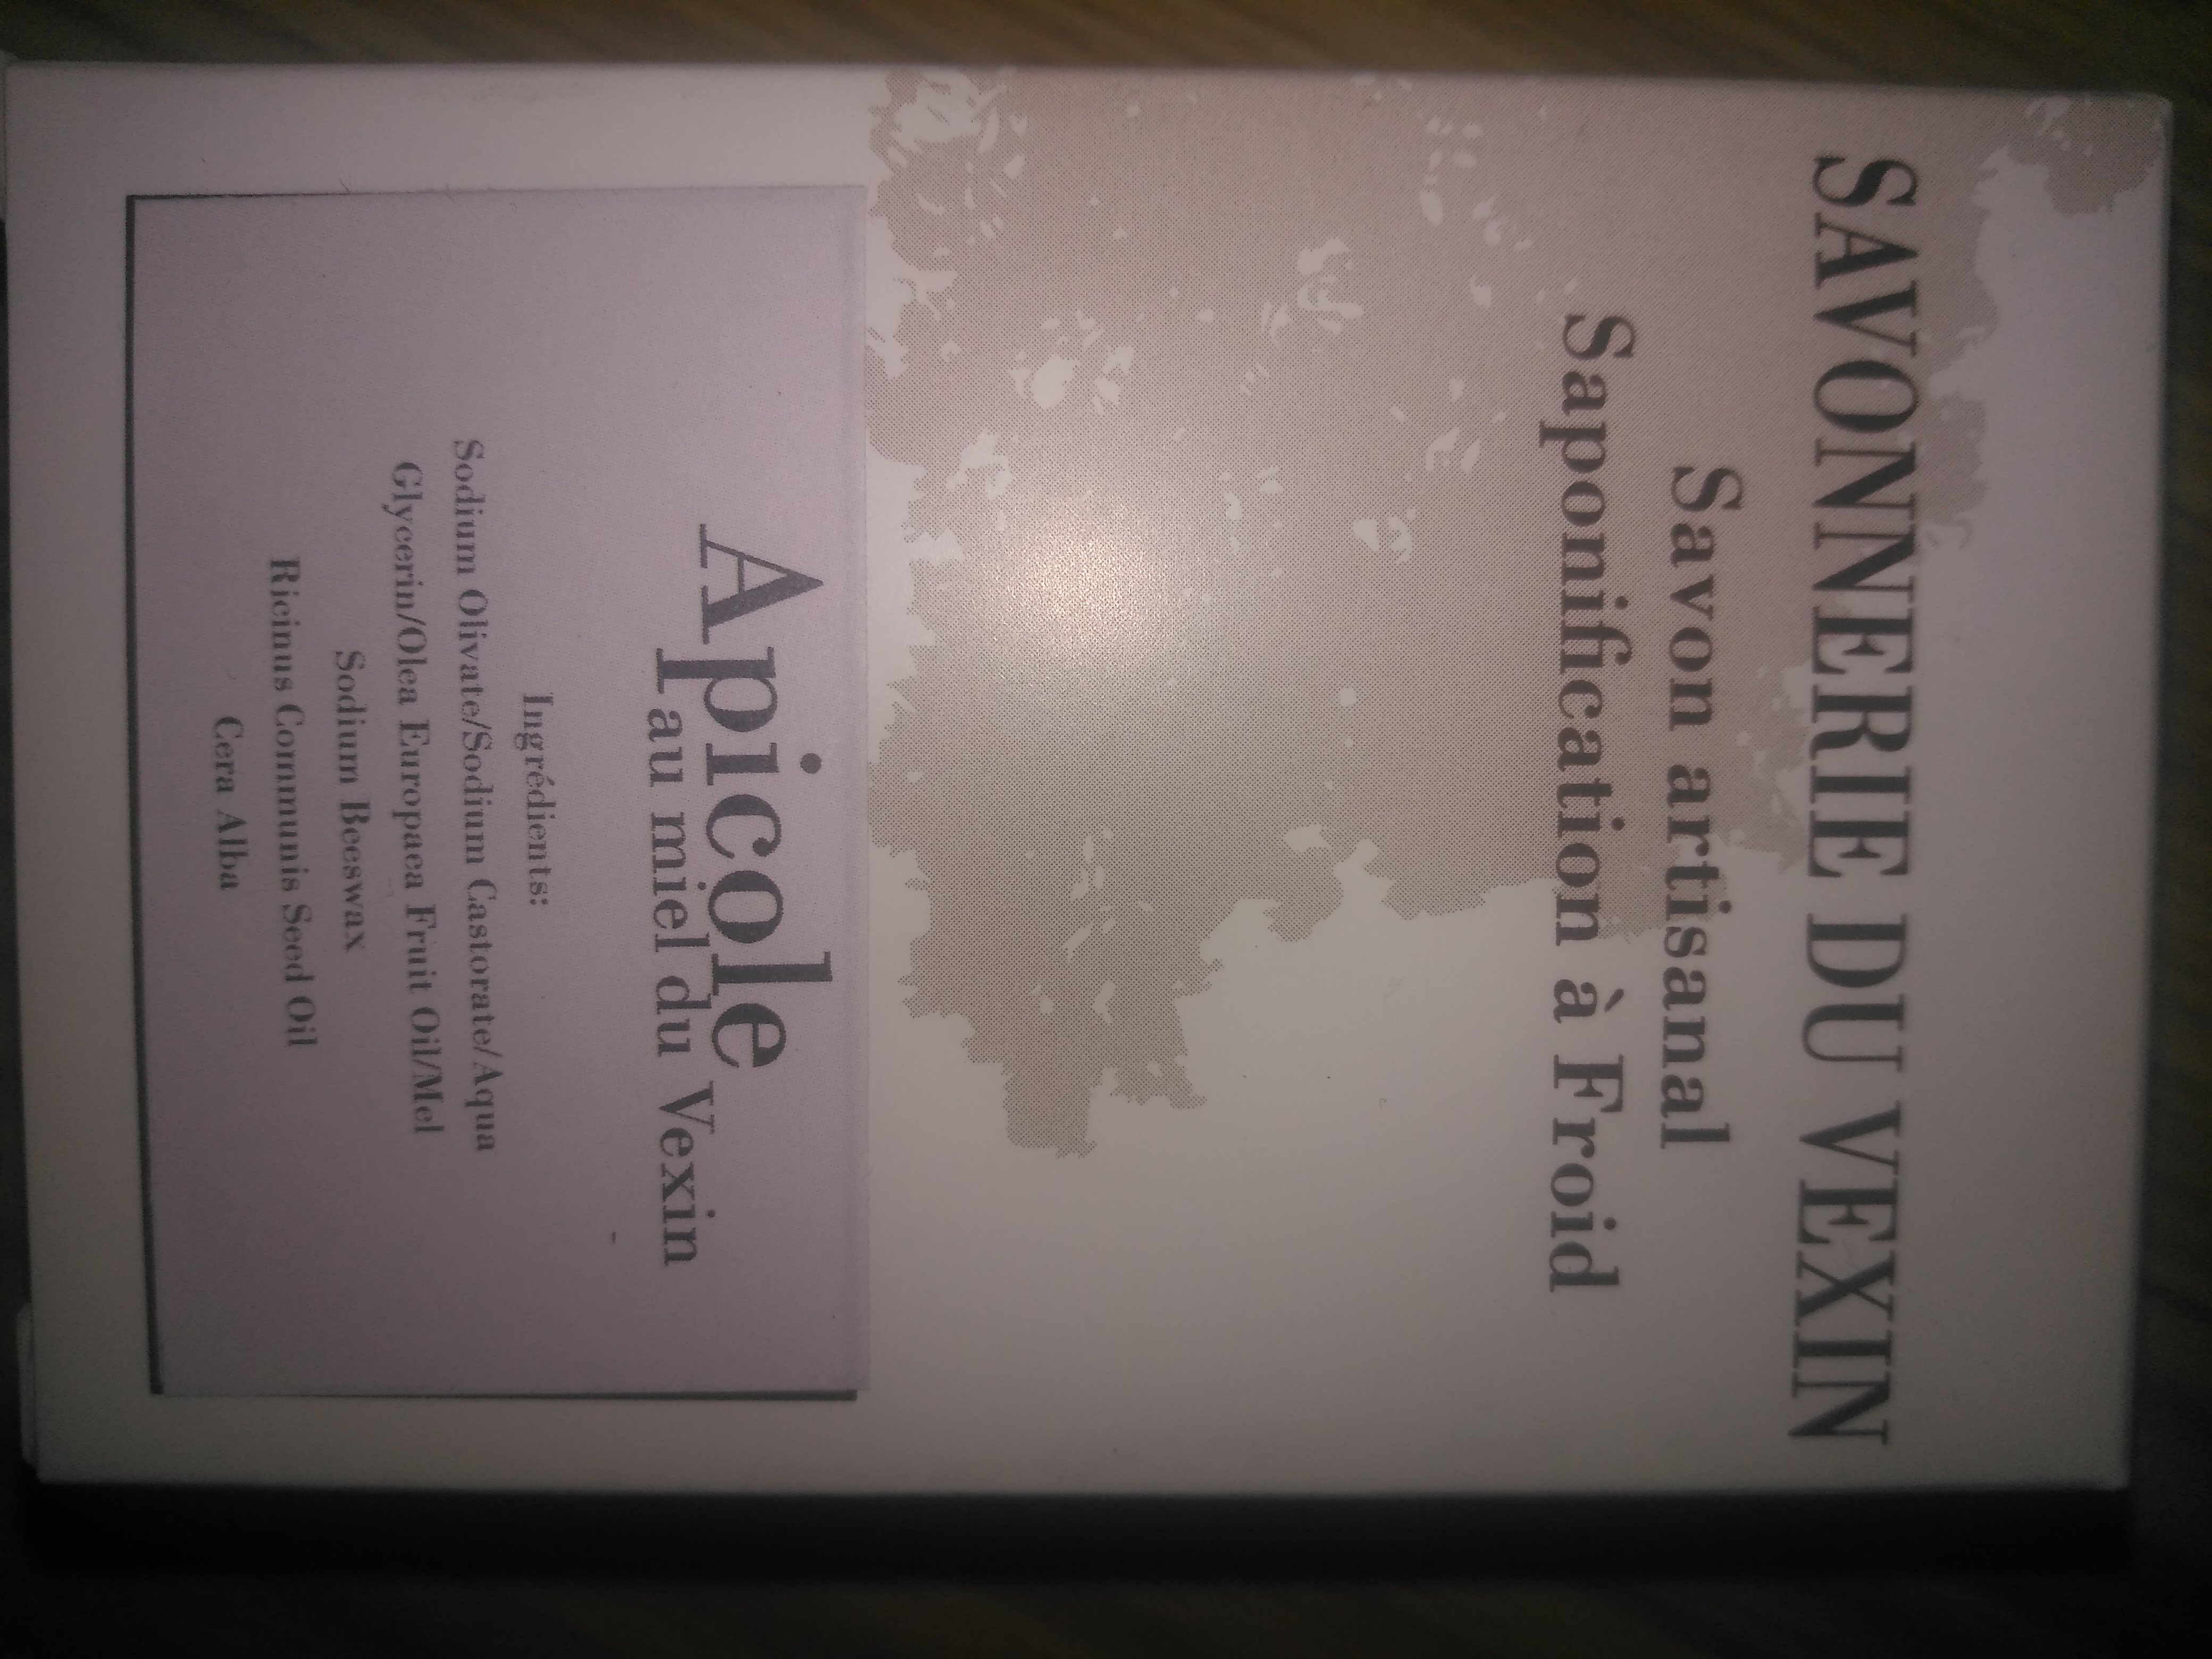 SAVONNERIE DU VEXIN
Savon artisanal
Saponification à Froid
Apicole
au miel du Vexin
Ingrédients:
Sodium Olivate/Sodium Castorate/Aqua
Glycerin/Olea Europaea Fruit Oil/Mel
Sodium Beeswax
Ricinus Communis Seed Oil
Cera Alba